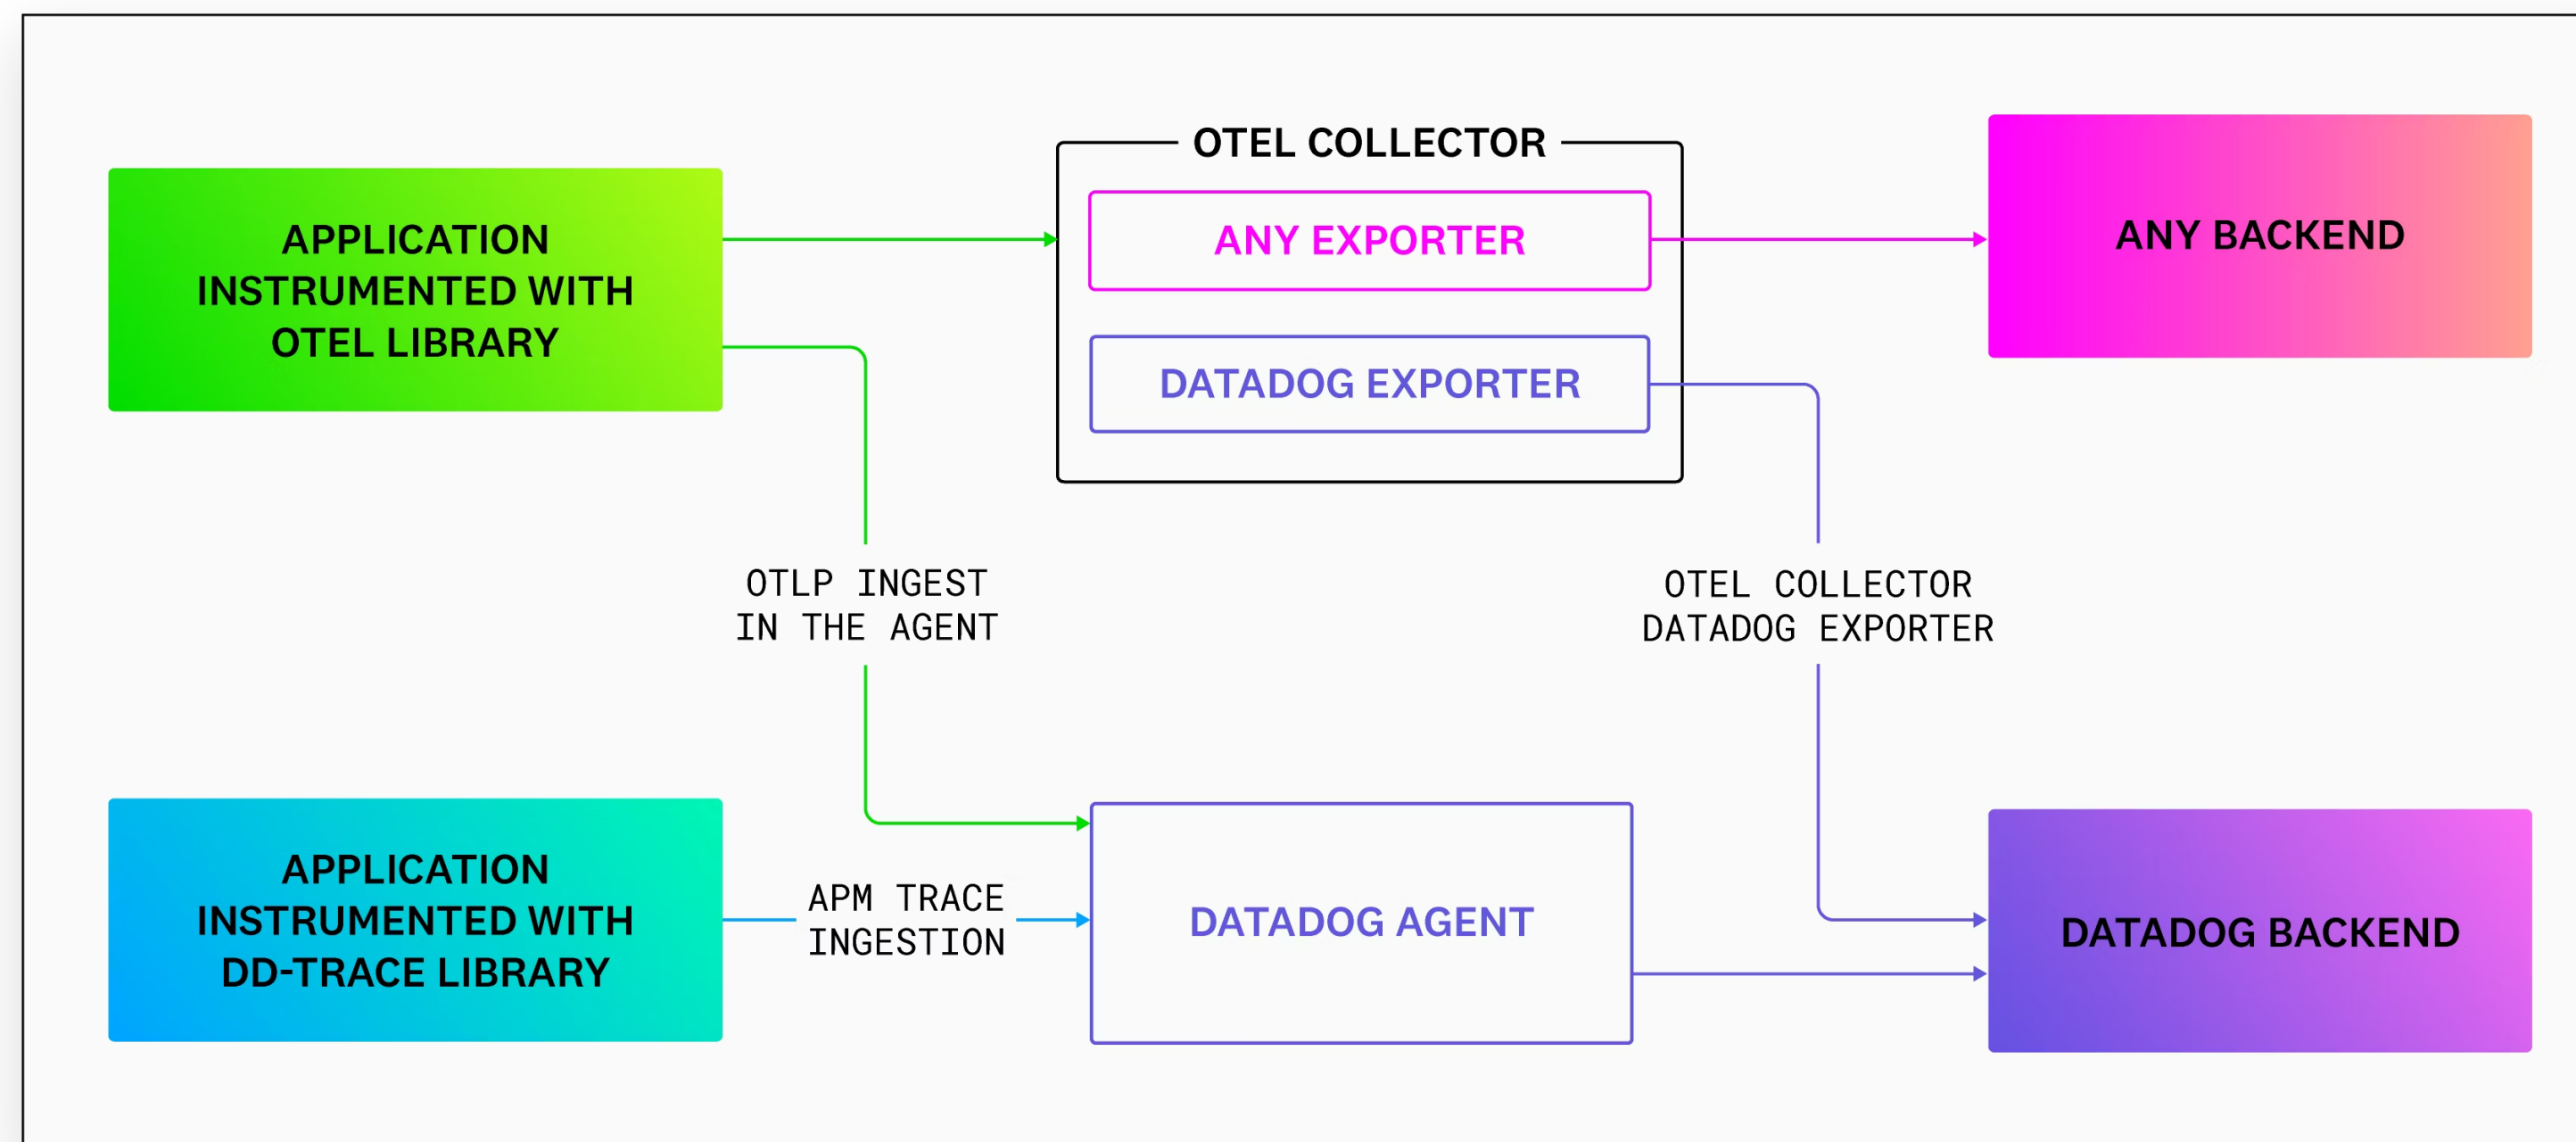 OTEL COLLECTOR
APPLICATION
INSTRUMENTED WITH
OTEL LIBRARY
ANY EXPORTER
ANY BACKEND
DATADOG EXPORTER
OTLP INGEST
IN THE AGENT
OTEL COLLECTOR
DATADOG EXPORTER
APPLICATION
INSTRUMENTED WITH
DD-TRACE LIBRARY
APM TRACE
INGESTION
DATADOG AGENT
DATADOG BACKEND